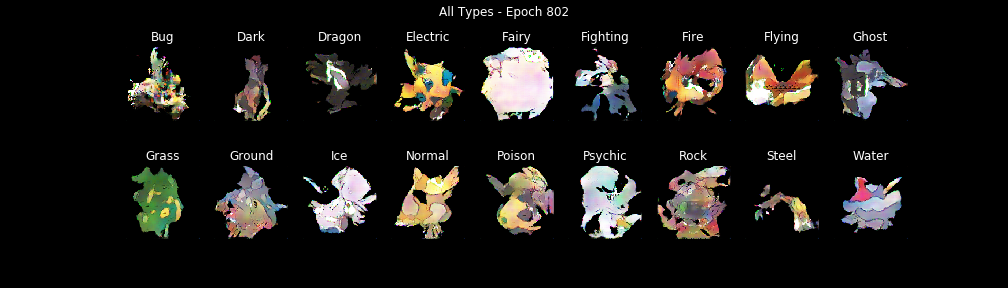 All Types - Epoch 802
Bug Dark Dragon Electric Fairy Fighting Fire Flying Ghost
Grass Ground Ice Normal Poison Psychic Rock Steel Water